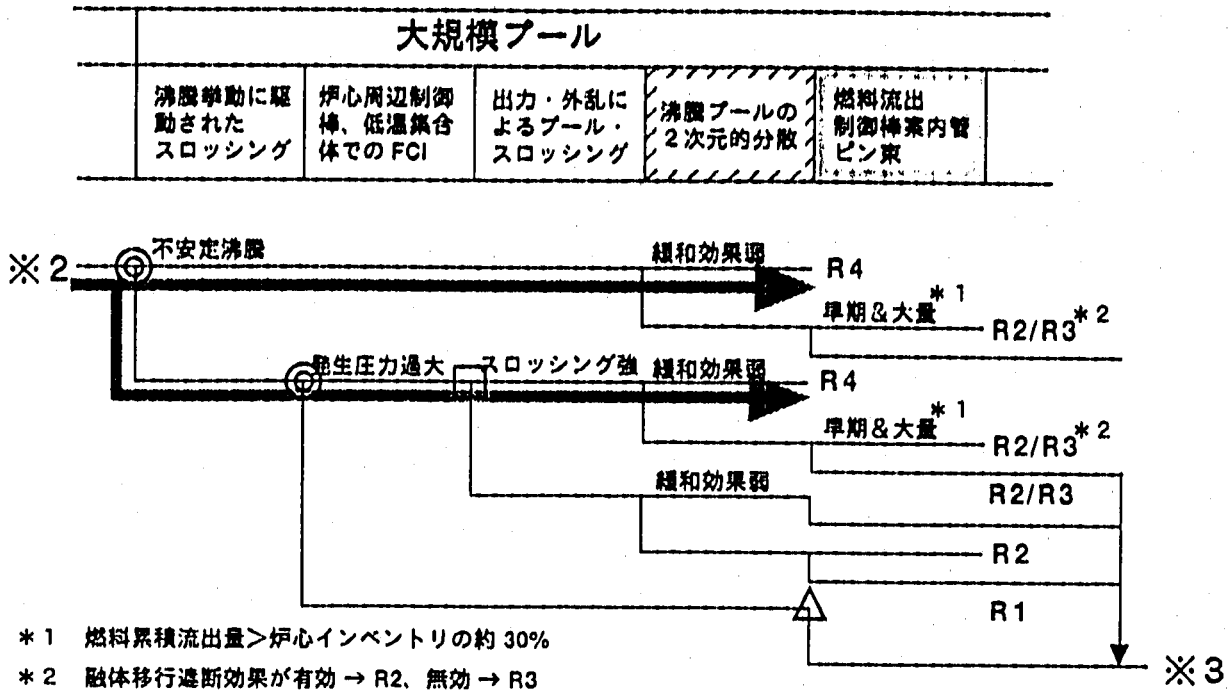 大規模プール
沸騰挙動に駆
動された
スロッシング
炉心周辺制御
棒、低温集合
体での FCI
出力・外乱に
よるプール・
スロッシング
沸騰プールの
2次元的分散
燃料流出
制御棒案内管
ピン束
不安定沸騰
緩和効果弱
※2
R4
早期&大量*1
R2/R3*2
発生圧力過大
スロッシング強
緩和効果弱
R4
早期&大量*1
R2/R3*2
緩和効果弱
R2/R3
R2
R1
*1 燃料累積流出量>炉心インベントリの約 30%
※3
*2 融体移行遮断効果が有効 → R2、無効 → R3